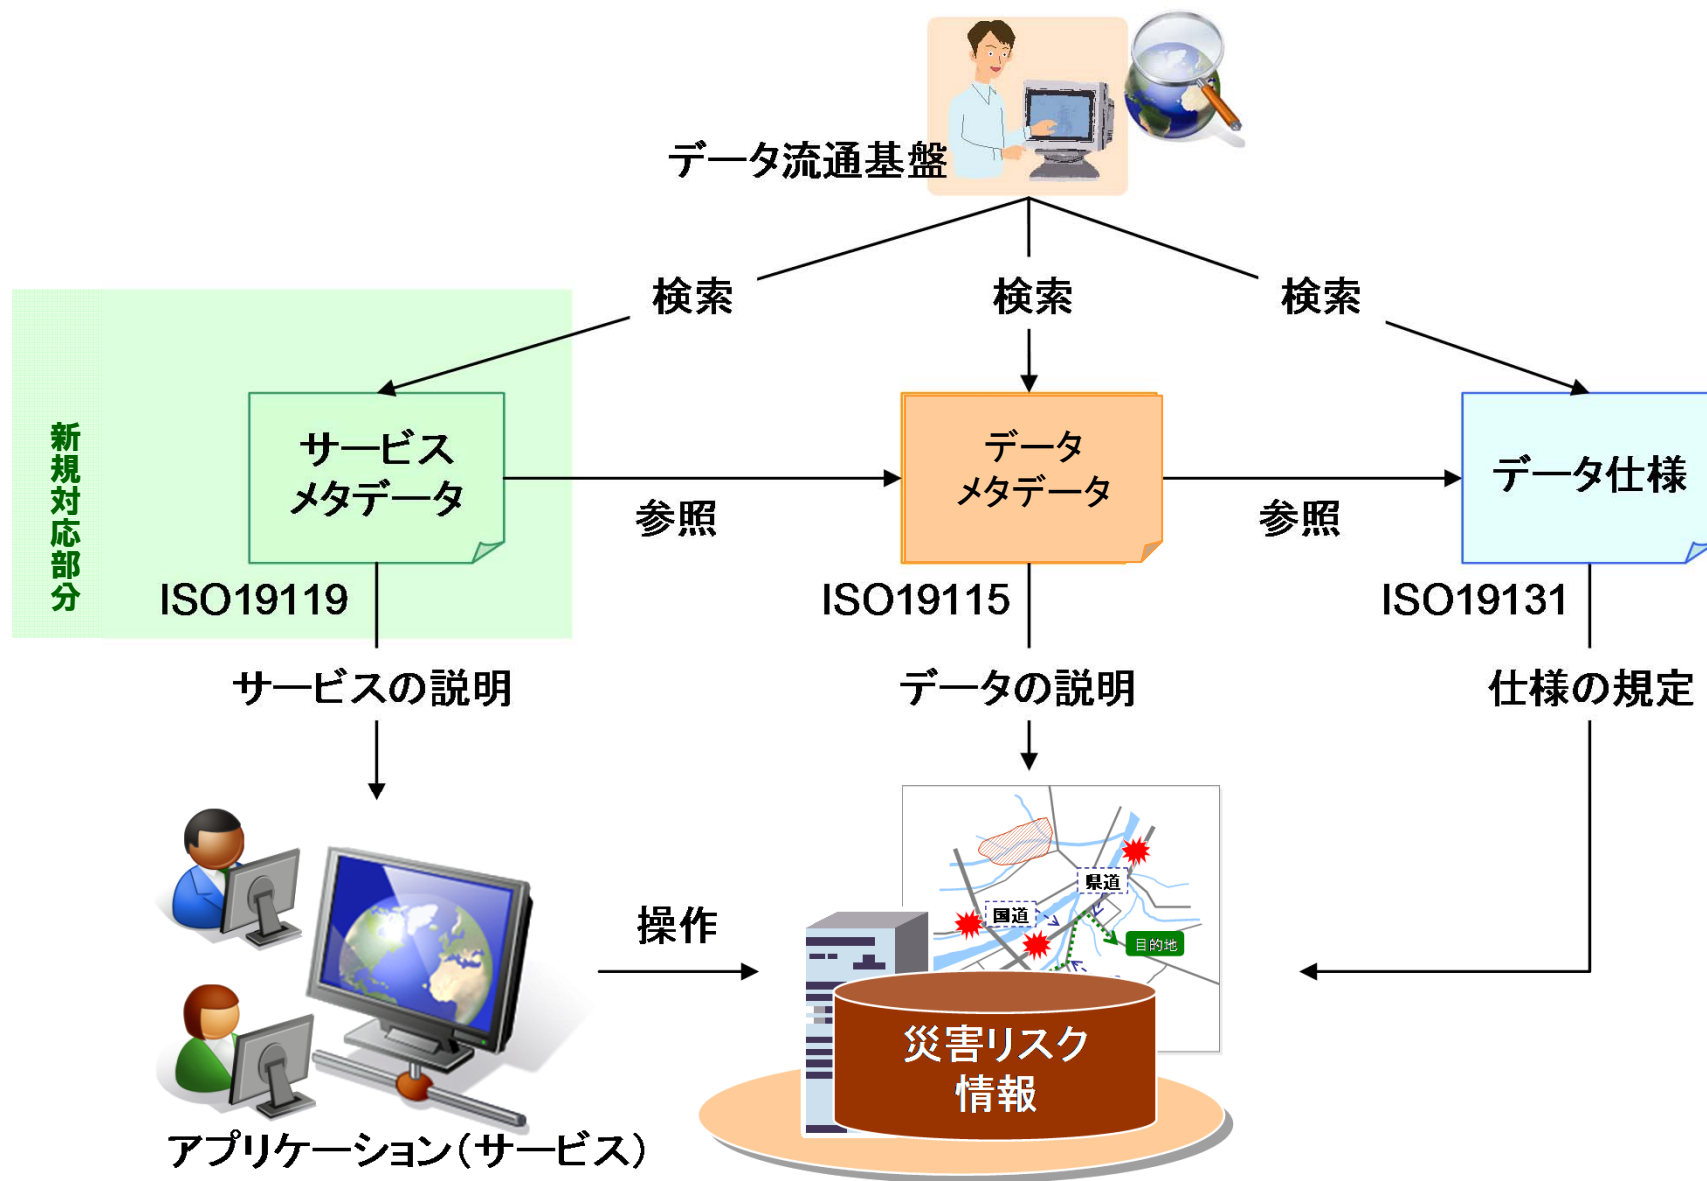 データ流通基盤
検索
検索
検索
新規対応部分
サービス
メタデータ
データ
メタデータ
データ仕様
参照
参照
ISO19119
ISO19115
ISO19131
サービスの説明
データの説明
仕様の規定
県道
国道
目的地
操作
災害リスク
情報
アプリケーション（サービス）